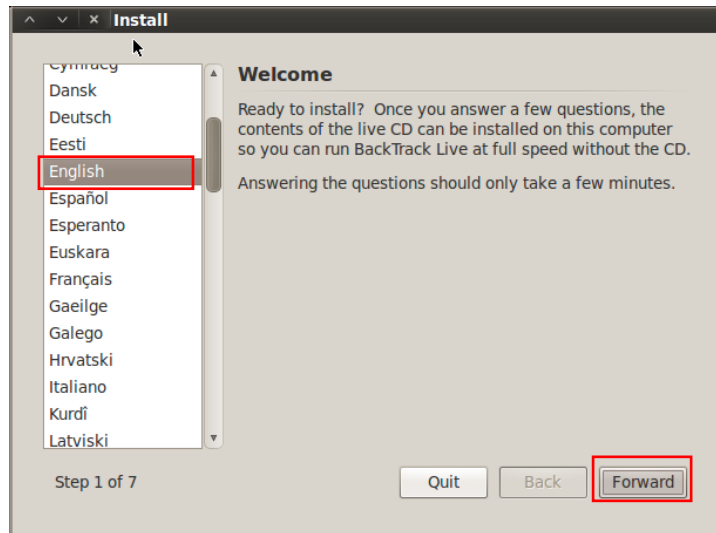 Install
Cymraeg
Dansk
Deutsch
Eesti
English
Español
Esperanto
Euskara
Français
Gaeilge
Galego
Hrvatski
Italiano
Kurdî
Latviski
Welcome
Ready to install?  Once you answer a few questions, the
contents of the live CD can be installed on this computer
so you can run BackTrack Live at full speed without the CD.
Answering the questions should only take a few minutes.
Step 1 of 7
Quit
Back
Forward